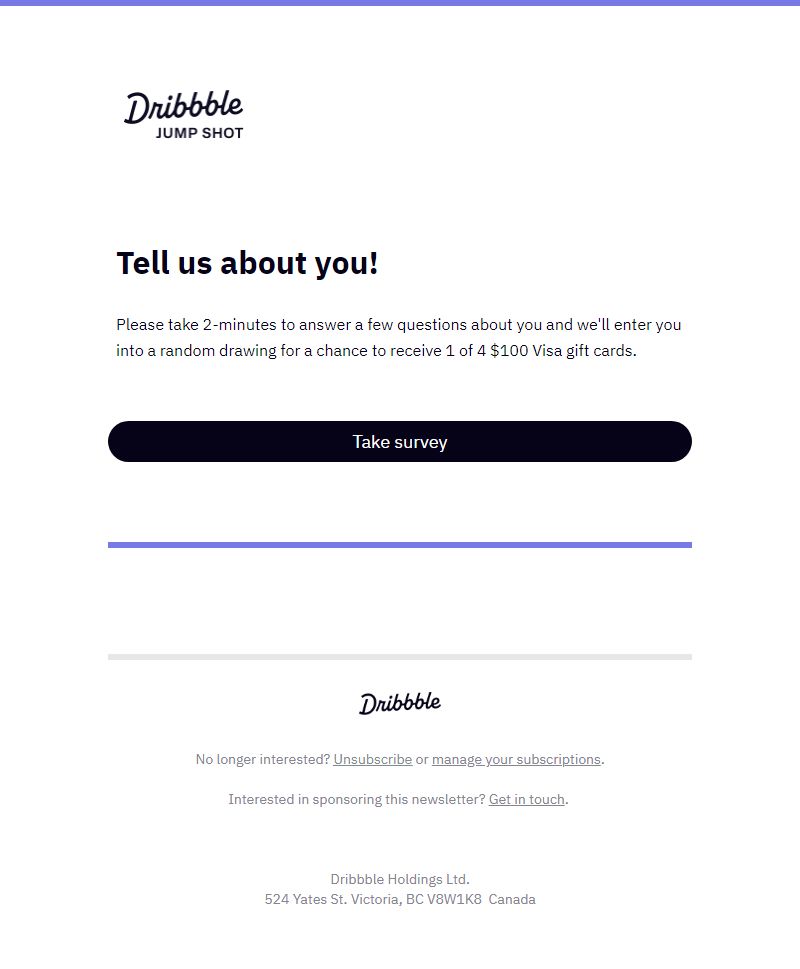 Dribbble
JUMP SHOT
Tell us about you!
Please take 2-minutes to answer a few questions about you and we'll enter you
into a random drawing for a chance to receive 1 of 4 $100 Visa gift cards.
Take survey
Dribbble
No longer interested? Unsubscribe or manage your subscriptions.
Interested in sponsoring this newsletter? Get in touch.
Dribbble Holdings Ltd.
524 Yates St. Victoria, BC V8W1K8  Canada